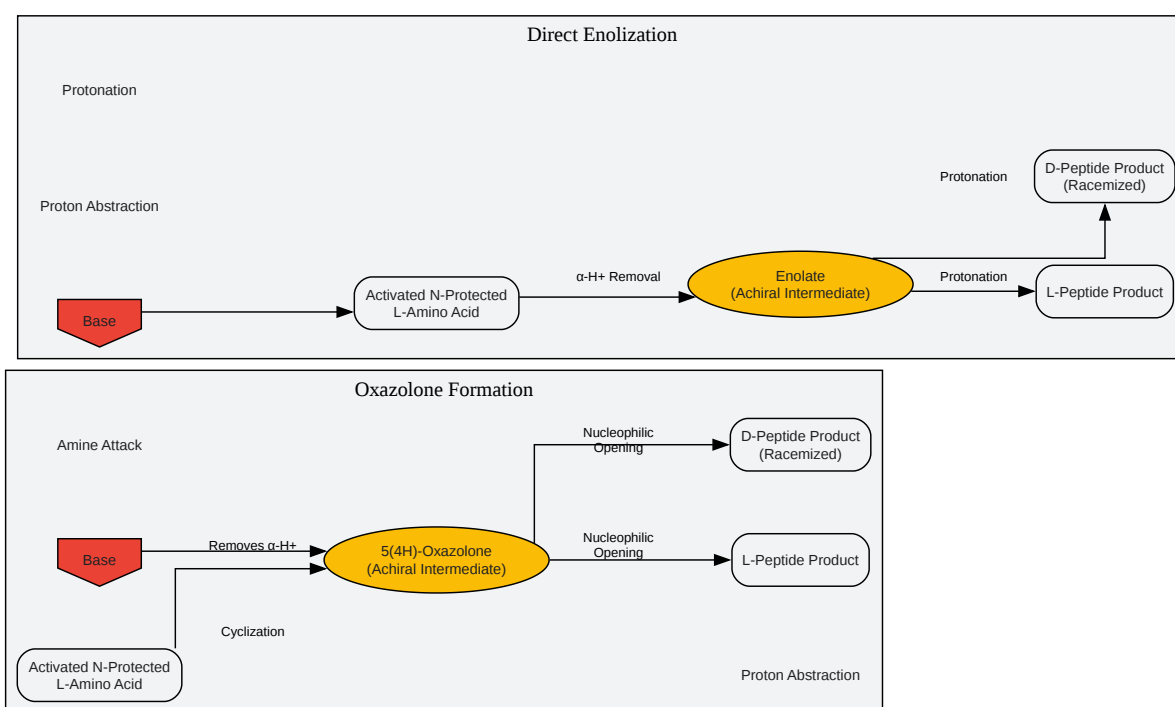 Direct Enolization
Protonation
D-Peptide Product
(Racemized)
Protonation
Proton Abstraction
α-H+ Removal
Enolate
(Achiral Intermediate)
Protonation
L-Peptide Product
Activated N-Protected
L-Amino Acid
Base
Oxazolone Formation
Amine Attack
Nucleophilic
Opening
D-Peptide Product
(Racemized)
Base
Removes α-H+
5(4H)-Oxazolone
(Achiral Intermediate)
Nucleophilic
Opening
L-Peptide Product
Cyclization
Activated N-Protected
L-Amino Acid
Proton Abstraction